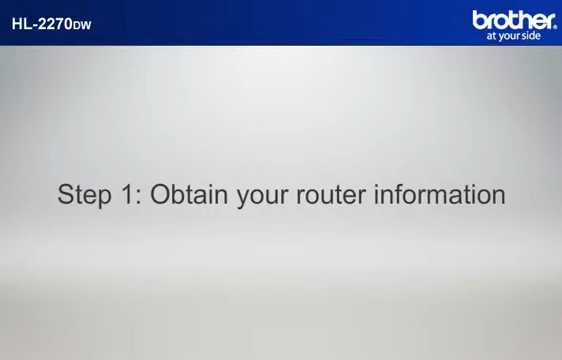 HL-2270DW
brother
at your side
Step 1: Obtain your router information